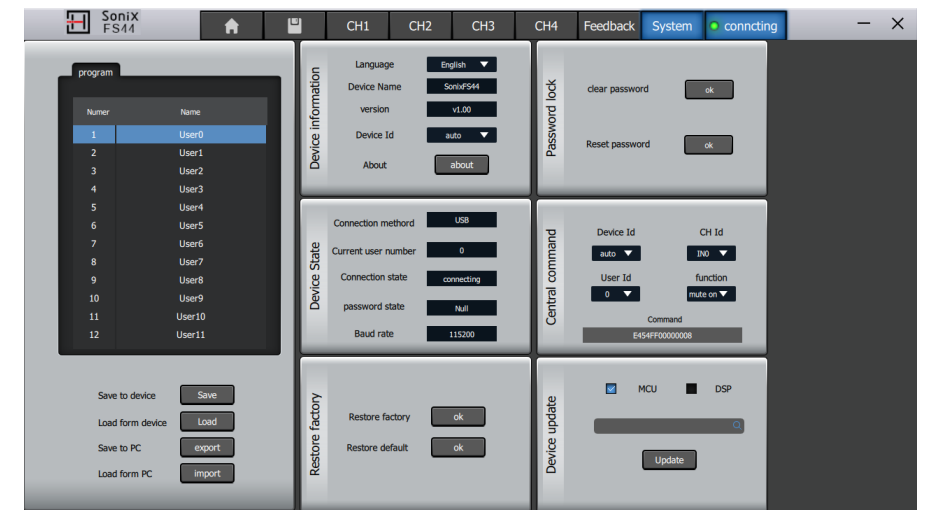 Sonix
FS44
CH1 CH2 CH3 CH4 Feedback System conncting
program
Numer Name
1 User0
2 User1
3 User2
4 User3
5 User4
6 User5
7 User6
8 User7
9 User8
10 User9
11 User10
12 User11
Save to device Save
Load form device Load
Save to PC export
Load form PC import
Device information
Language English
Device Name SonixFS44
version v1.00
Device Id auto
About about
Device State
Connection methord USB
Current user number 0
Connection state connecting
password state Null
Baud rate 115200
Restore factory
Restore factory ok
Restore default ok
Password lock
clear password ok
Reset password ok
Central command
Device Id CH Id
auto IN0
User Id function
0 mute on
Command
E454FF00000008
Device update
MCU DSP
Update